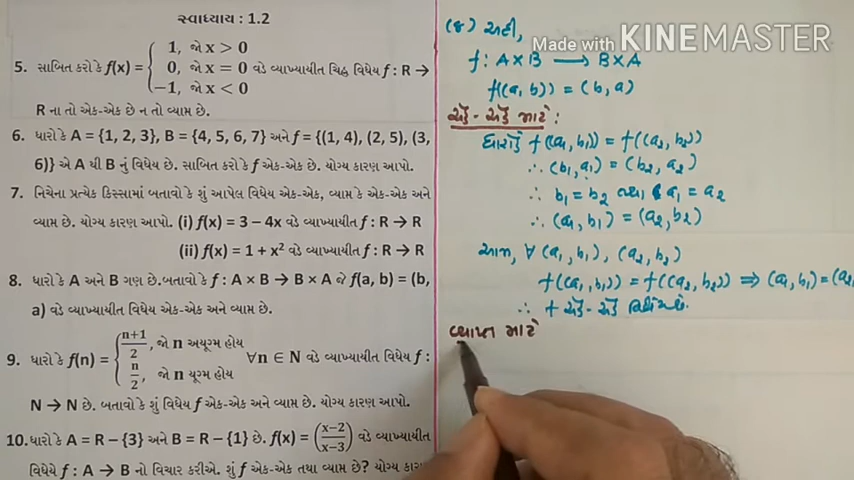 સ્વાધ્યાય : 1.2
5. સાબિત કરો કે f(x) = { 1, જો x > 0
0, જો x = 0 વડે વ્યાખ્યાયીત ચિહ્ન વિધેય f : R →
−1, જો x < 0
R ના તો એક-એક છે ન તો વ્યાપ્ત છે.
6. ધારો કે A = {1, 2, 3}, B = {4, 5, 6, 7} અને f = {(1, 4), (2, 5), (3,
6)} એ A થી B નું વિધેય છે. સાબિત કરો કે f એક-એક છે. યોગ્ય કારણ આપો.
7. નિચેના પ્રત્યેક કિસ્સામાં બતાવો કે શું આપેલ વિધેય એક-એક, વ્યાપ્ત કે એક-એક અને
વ્યાપ્ત છે. યોગ્ય કારણ આપો. (i) f(x) = 3 − 4x વડે વ્યાખ્યાયીત f : R → R
(ii) f(x) = 1 + x² વડે વ્યાખ્યાયીત f : R → R
8. ધારો કે A અને B ગણ છે.બતાવો કે f : A × B → B × A જે f(a, b) = (b,
a) વડે વ્યાખ્યાયીત વિધેય એક-એક અને વ્યાપ્ત છે.
9. ધારો કે f(n) = { n+1/2, જો n અયૂગ્મ હોય
n/2, જો n યૂગ્મ હોય ∀n ∈ N વડે વ્યાખ્યાયીત વિધેય f :
N → N છે. બતાવો કે શું વિધેય f એક-એક અને વ્યાપ્ત છે. યોગ્ય કારણ આપો.
10. ધારો કે A = R − {3} અને B = R − {1} છે. f(x) = (x−2/x−3) વડે વ્યાખ્યાયીત
વિધેયે f : A → B નો વિચાર કરીએ. શું f એક-એક તથા વ્યાપ્ત છે? યોગ્ય કારણ
(8) અહીં,
Made with KINEMASTER
f : A × B → B × A
f((a, b)) = (b, a)
એક-એક માટે :
ધારોકે f((a₁, b₁)) = f((a₂, b₂))
∴ (b₁, a₁) = (b₂, a₂)
∴ b₁ = b₂ તથા a₁ = a₂
∴ (a₁, b₁) = (a₂, b₂)
આમ, ∀ (a₁, b₁), (a₂, b₂)
f((a₁, b₁)) = f((a₂, b₂)) ⟹ (a₁, b₁) = (a₂,
∴ f એક-એક વિધેય છે.
વ્યાપ્ત માટે